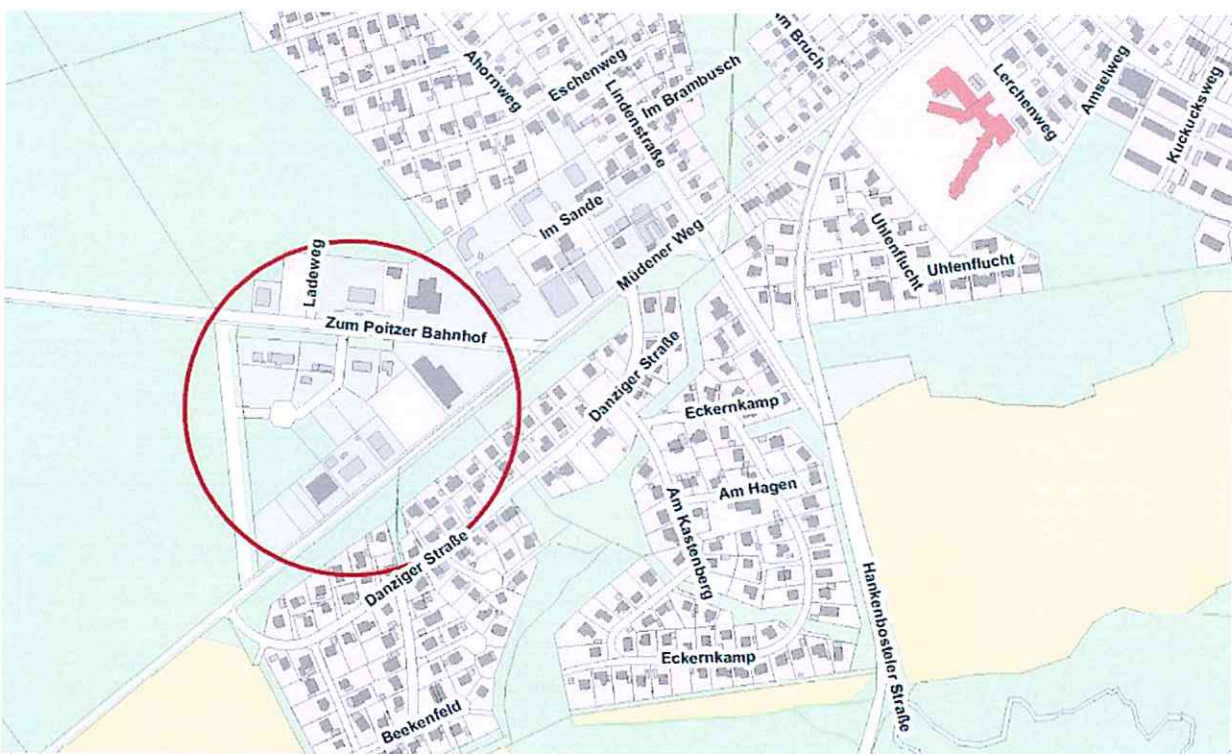 Am Bruch
Ahornweg
Eschenweg
Lindenstraße
Im Brambusch
Lerchenweg
Amselweg
Kuckucksweg
Im Sande
Müdener Weg
Uhlenflucht
Uhlenflucht
Ladeweg
Zum Poitzer Bahnhof
Danziger Straße
Eckernkamp
Am Hagen
Am Kastenberg
Danziger Straße
Hankenbosteler Straße
Eckernkamp
Beekenfeld